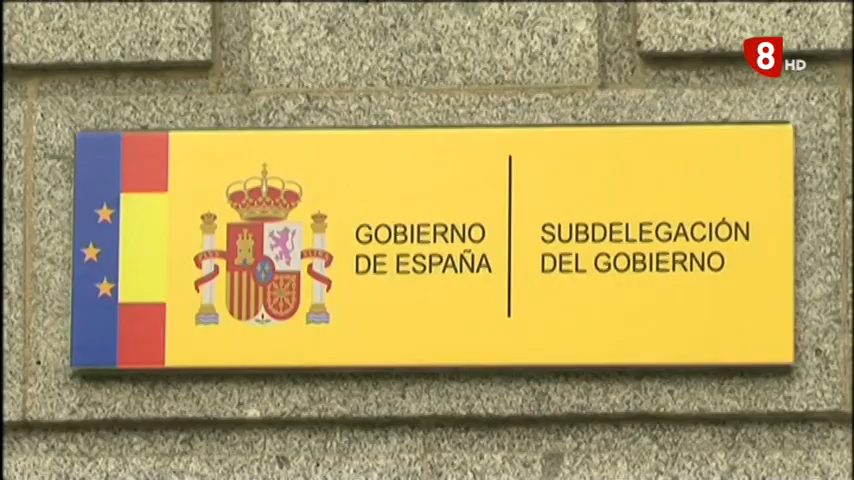 8 HD
GOBIERNO
DE ESPAÑA
SUBDELEGACIÓN
DEL GOBIERNO